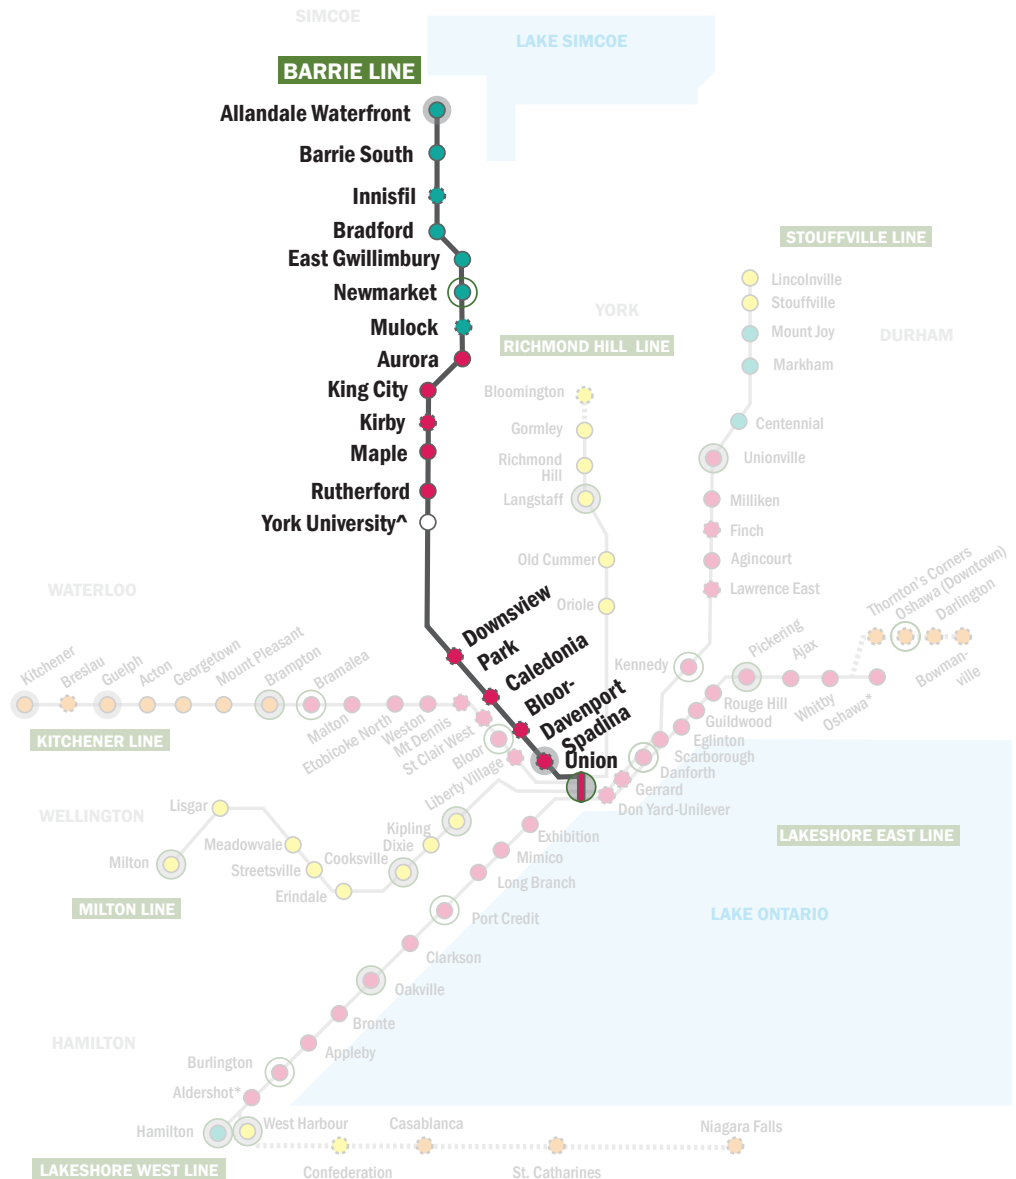 SIMCOE
LAKE SIMCOE
BARRIE LINE
Allandale Waterfront
Barrie South
Innisfil
Bradford
East Gwillimbury
Newmarket
Mulock
Aurora
King City
Kirby
Maple
Rutherford
York University^
Downsview
Park
Caledonia
Bloor-
Davenport
Spadina
Union
STOUFFVILLE LINE
Lincolnville
Stouffville
Mount Joy
Markham
Centennial
Unionville
Milliken
Finch
Agincourt
Lawrence East
Kennedy
YORK
DURHAM
RICHMOND HILL LINE
Bloomington
Gormley
Richmond
Hill
Langstaff
Old Cummer
Oriole
WATERLOO
Kitchener
Breslau
Guelph
Acton
Georgetown
Mount Pleasant
Brampton
Bramalea
Malton
Etobicoke North
Weston
Mt Dennis
St Clair West
Bloor
Liberty Village
KITCHENER LINE
Thornton's Corners
Oshawa (Downtown)
Darlington
Bowman-
ville
Pickering
Ajax
Whitby
Oshawa*
Rouge Hill
Guildwood
Eglinton
Scarborough
Danforth
Gerrard
Don Yard-Unilever
LAKESHORE EAST LINE
WELLINGTON
Lisgar
Milton
Meadowvale
Streetsville
Erindale
Cooksville
Dixie
Kipling
MILTON LINE
LAKE ONTARIO
Exhibition
Mimico
Long Branch
Port Credit
Clarkson
Oakville
Bronte
Appleby
Burlington
Aldershot*
HAMILTON
Hamilton
West Harbour
Confederation
Casablanca
St. Catharines
Niagara Falls
LAKESHORE WEST LINE